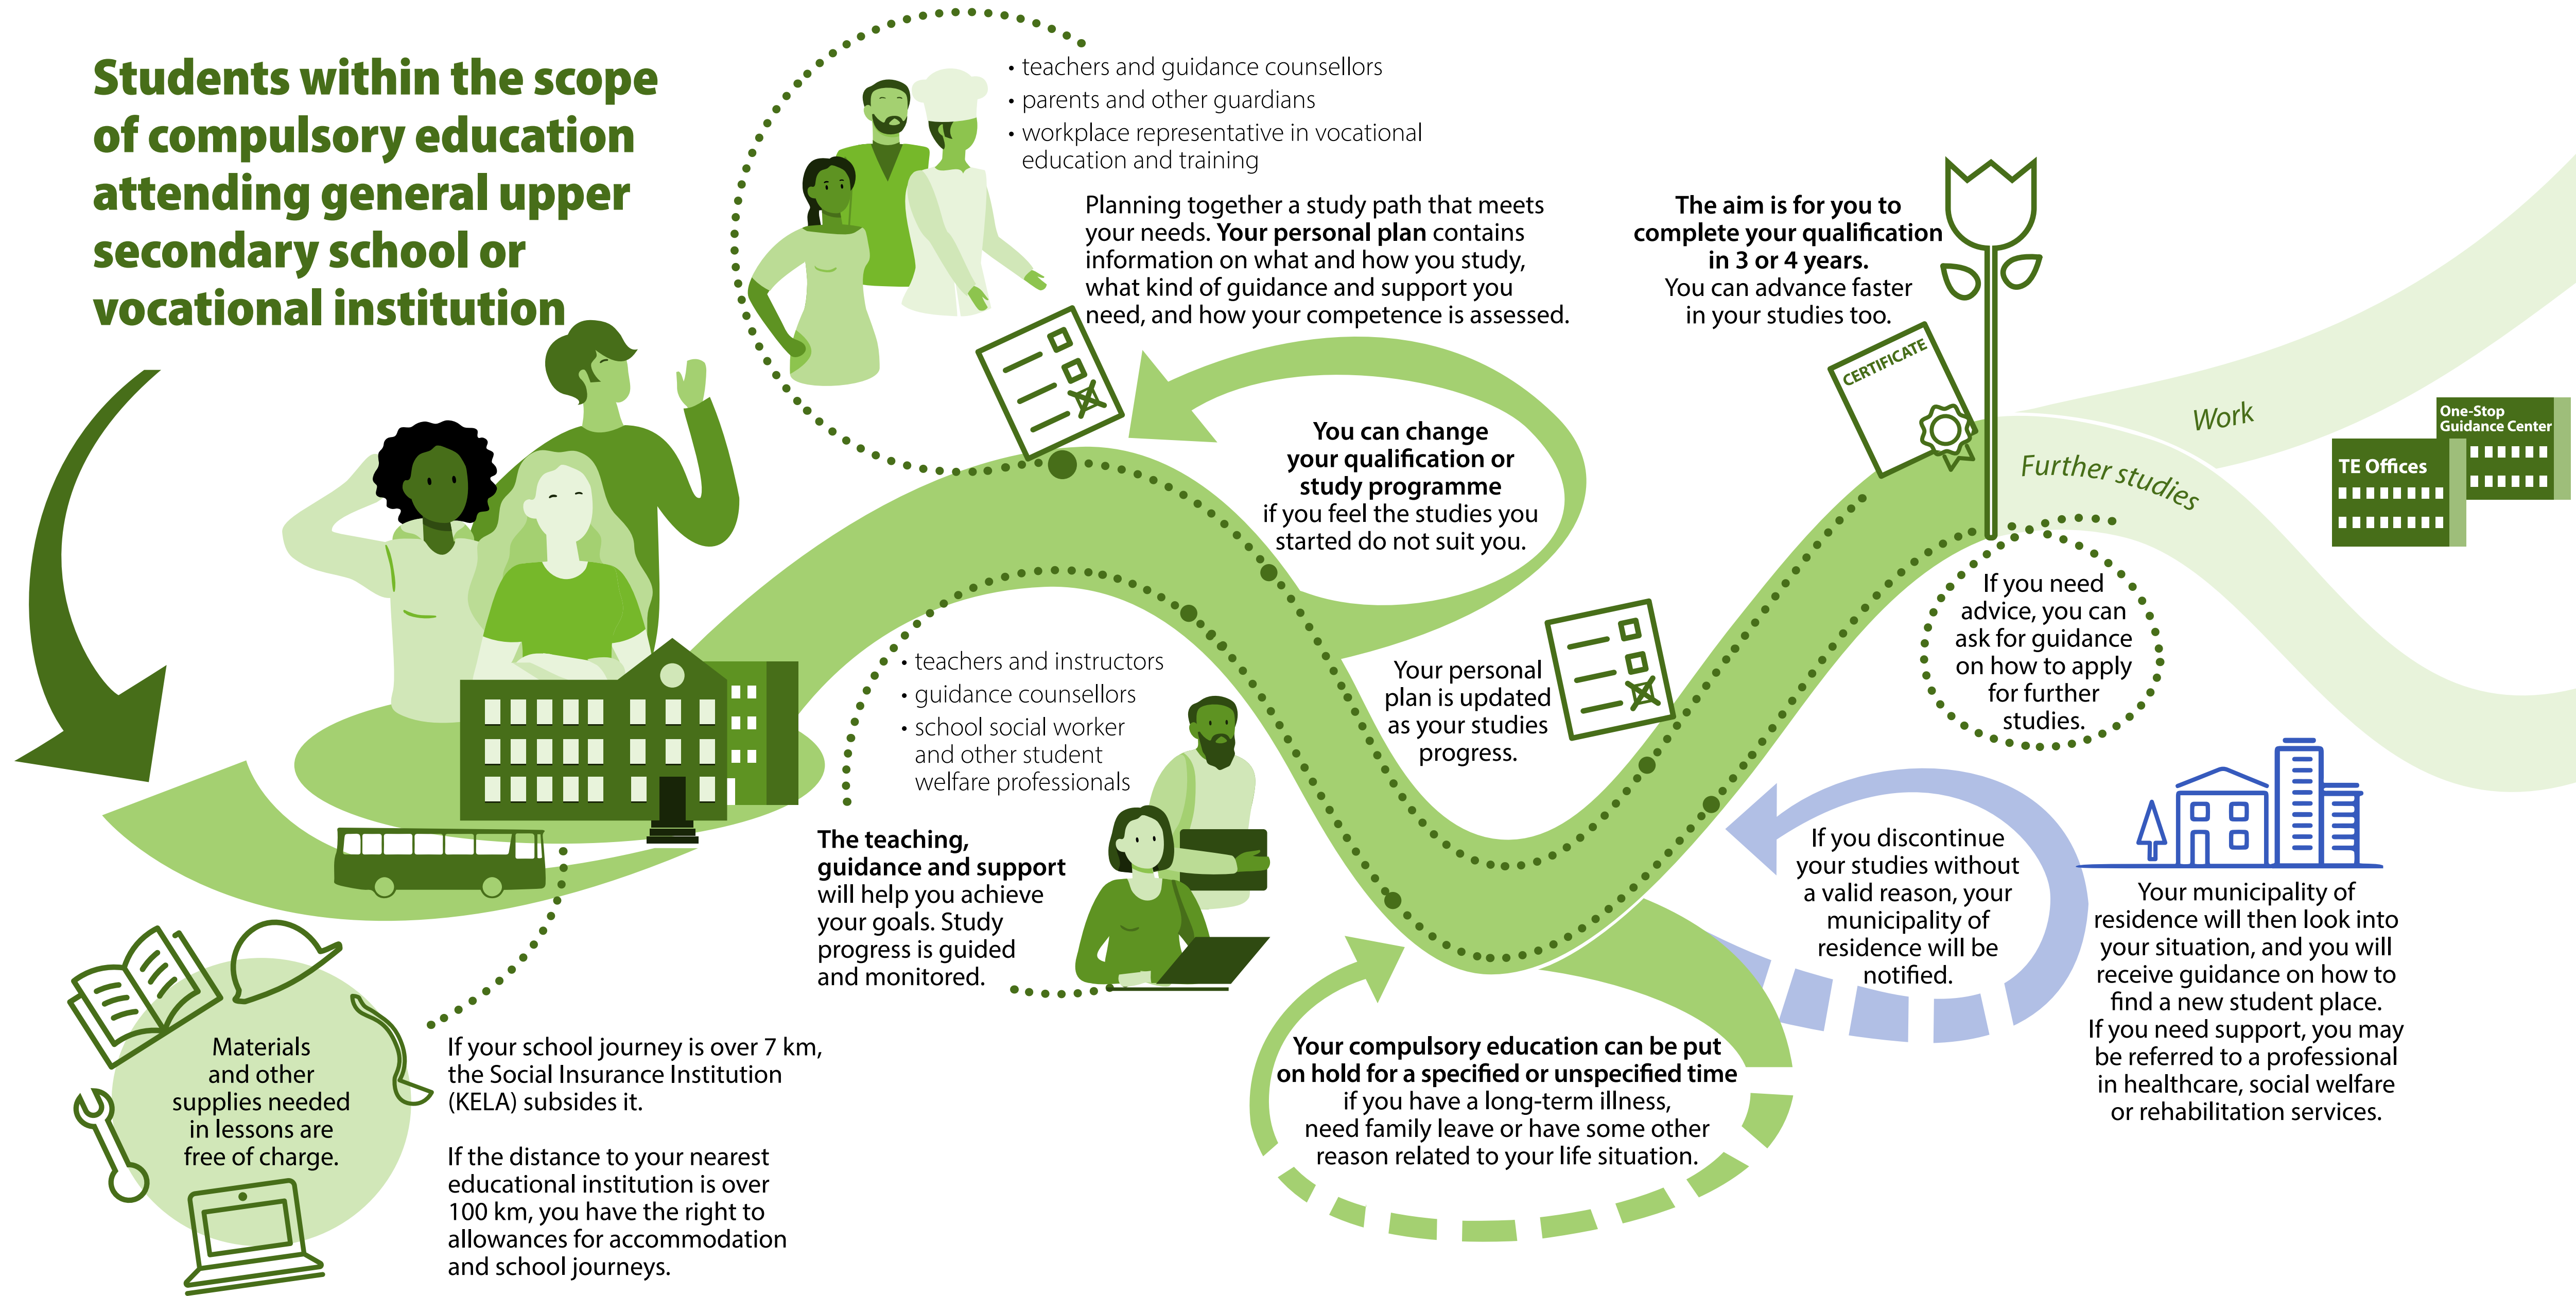 Students within the scope
of compulsory education
attending general upper
secondary school or
vocational institution
• teachers and guidance counsellors
• parents and other guardians
• workplace representative in vocational
education and training
Planning together a study path that meets
your needs. Your personal plan contains
information on what and how you study,
what kind of guidance and support you
need, and how your competence is assessed.
You can change
your qualification or
study programme
if you feel the studies you
started do not suit you.
The aim is for you to
complete your qualification
in 3 or 4 years.
You can advance faster
in your studies too.
CERTIFICATE
Work
Further studies
One-Stop
Guidance Center
TE Offices
If you need
advice, you can
ask for guidance
on how to apply
for further
studies.
• teachers and instructors
• guidance counsellors
• school social worker
and other student
welfare professionals
The teaching,
guidance and support
will help you achieve
your goals. Study
progress is guided
and monitored.
Your personal
plan is updated
as your studies
progress.
If you discontinue
your studies without
a valid reason, your
municipality of
residence will be
notified.
Your municipality of
residence will then look into
your situation, and you will
receive guidance on how to
find a new student place.
If you need support, you may
be referred to a professional
in healthcare, social welfare
or rehabilitation services.
Your compulsory education can be put
on hold for a specified or unspecified time
if you have a long-term illness,
need family leave or have some other
reason related to your life situation.
Materials
and other
supplies needed
in lessons are
free of charge.
If your school journey is over 7 km,
the Social Insurance Institution
(KELA) subsides it.
If the distance to your nearest
educational institution is over
100 km, you have the right to
allowances for accommodation
and school journeys.